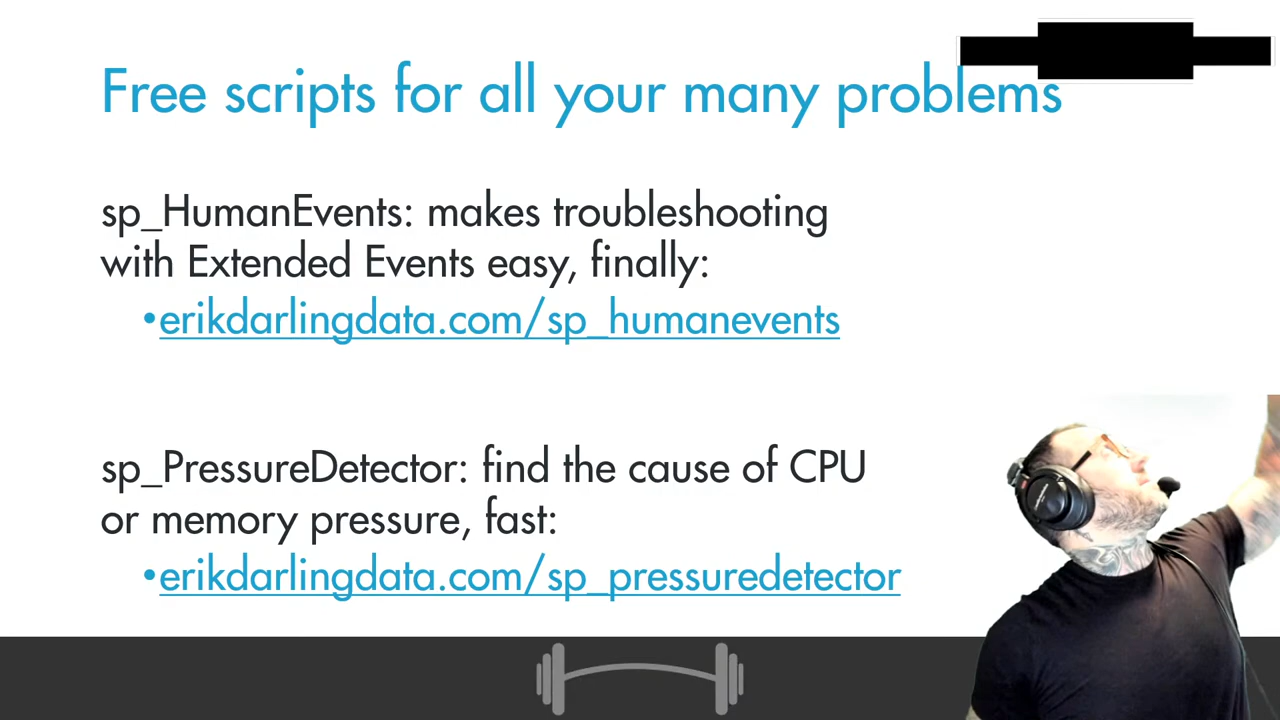 Free scripts for all your many problems
sp_HumanEvents: makes troubleshooting
with Extended Events easy, finally:
•erikdarlingdata.com/sp_humanevents
sp_PressureDetector: find the cause of CPU
or memory pressure, fast:
•erikdarlingdata.com/sp_pressuredetector